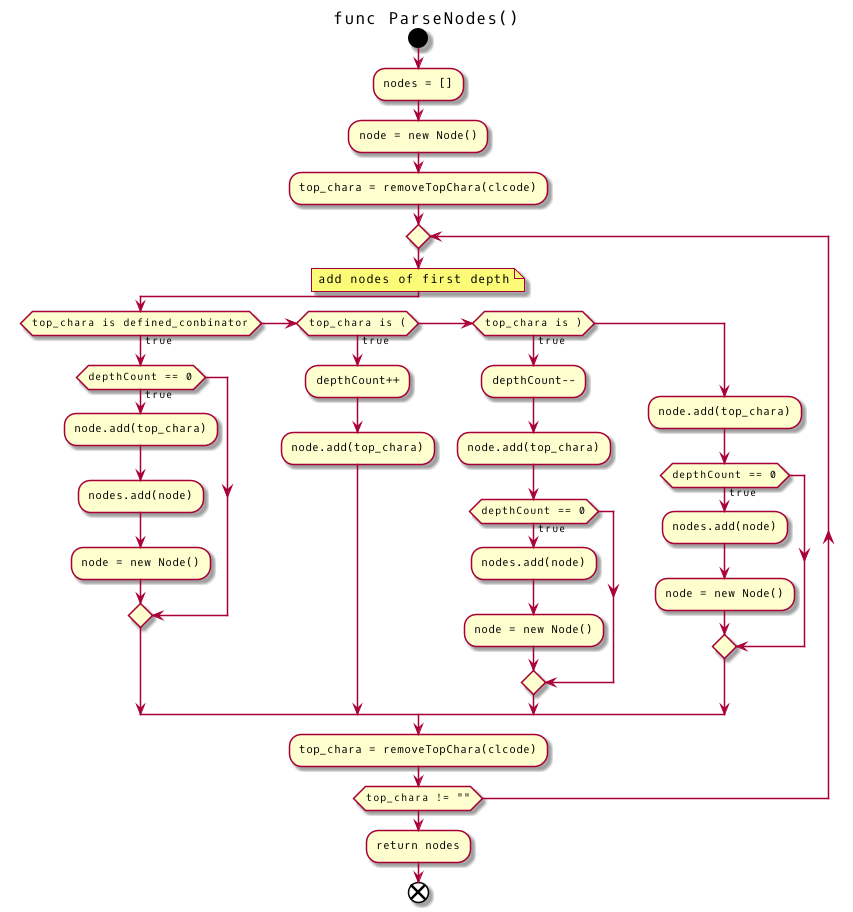 func ParseNodes()
nodes = []
node = new Node()
top_chara = removeTopChara(clcode)
add nodes of first depth
top_chara is defined_conbinator
true
depthCount == 0
true
node.add(top_chara)
nodes.add(node)
node = new Node()
top_chara is (
true
depthCount++
node.add(top_chara)
top_chara is )
true
depthCount--
node.add(top_chara)
depthCount == 0
true
nodes.add(node)
node = new Node()
node.add(top_chara)
depthCount == 0
true
nodes.add(node)
node = new Node()
top_chara = removeTopChara(clcode)
top_chara != ""
return nodes